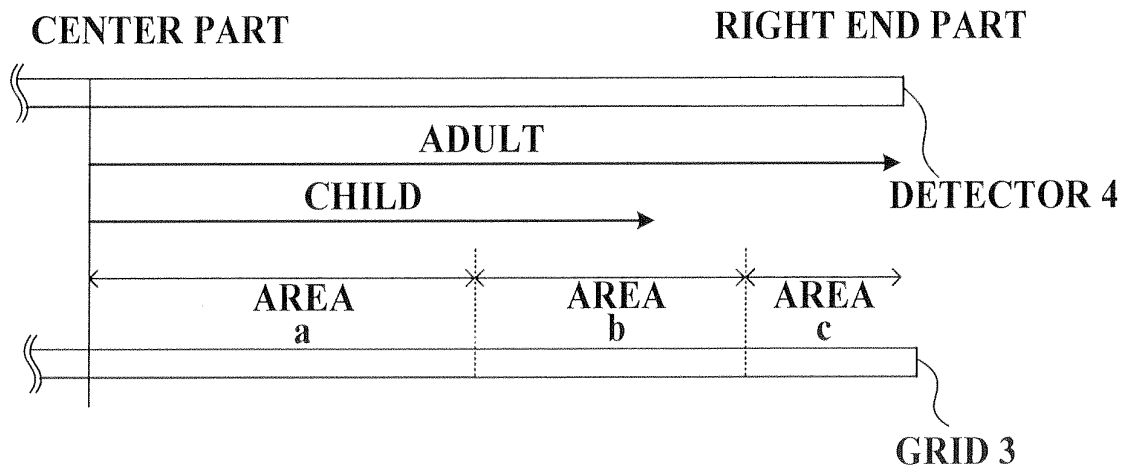 CENTER PART
RIGHT END PART
ADULT
DETECTOR 4
CHILD
AREA a
AREA b
AREA c
GRID 3